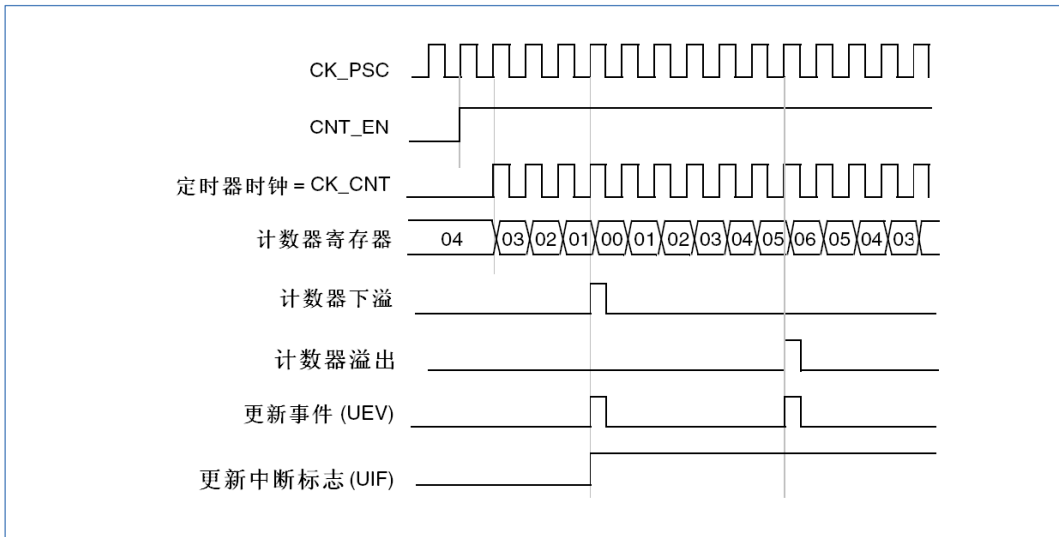 CK_PSC
CNT_EN
定时器时钟 = CK_CNT
计数器寄存器 04 03 02 01 00 01 02 03 04 05 06 05 04 03
计数器下溢
计数器溢出
更新事件 (UEV)
更新中断标志 (UIF)